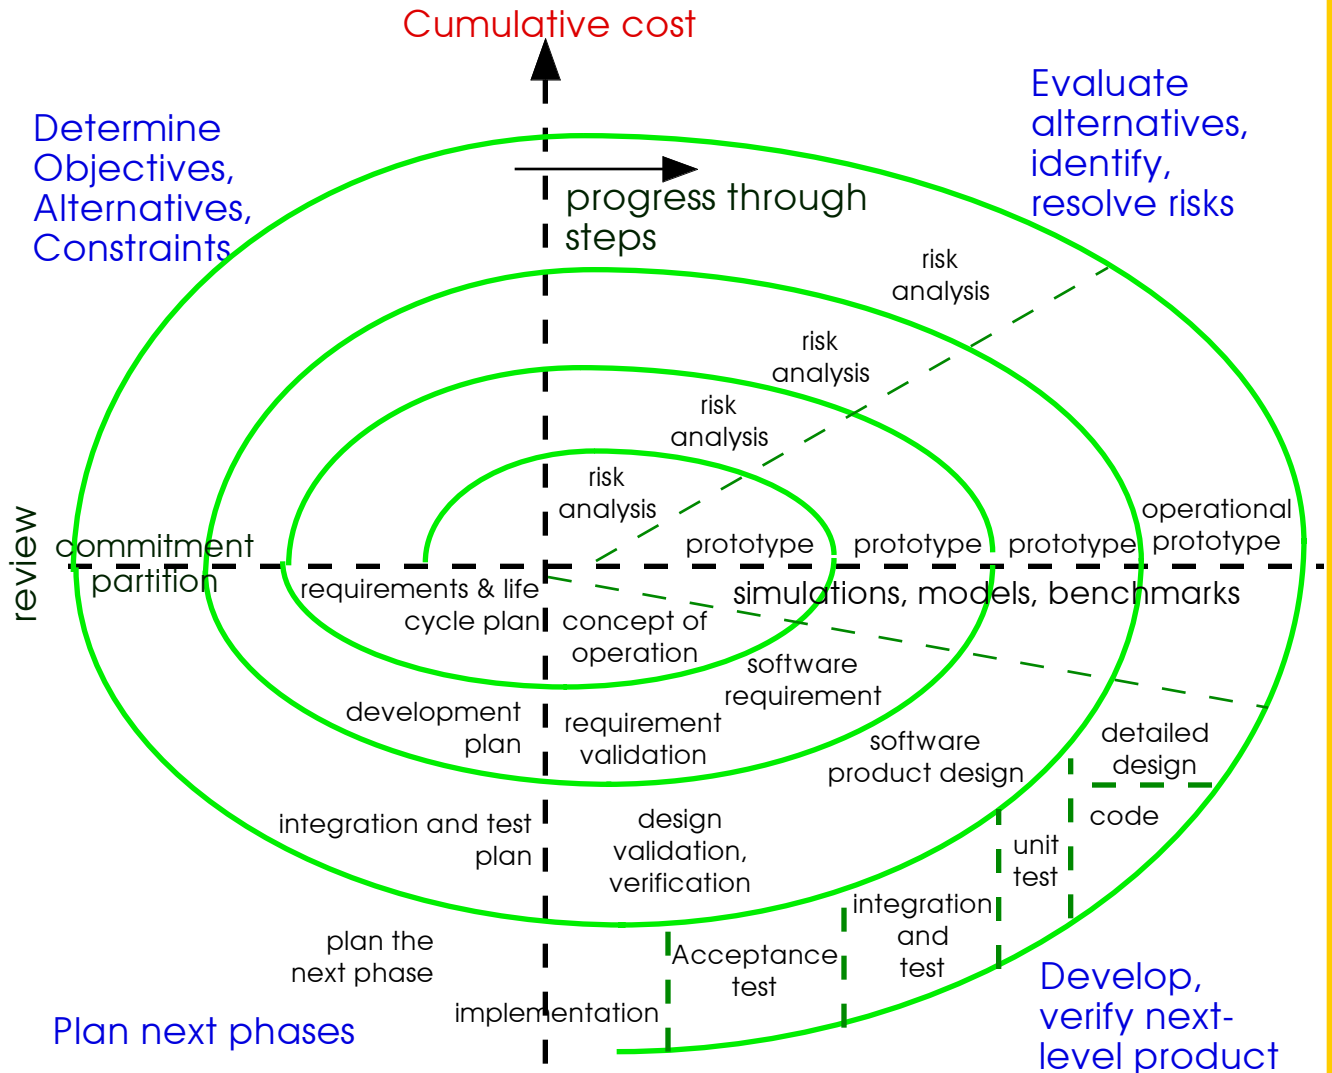 Cumulative cost
Determine
Objectives,
Alternatives,
Constraints
Evaluate
alternatives,
identify,
resolve risks
progress through
steps
risk
analysis
risk
analysis
risk
analysis
risk
analysis
review
commitment
partition
prototype
prototype
prototype
operational
prototype
requirements & life
cycle plan
simulations, models, benchmarks
concept of
operation
software
requirement
development
plan
requirement
validation
software
product design
detailed
design
code
integration and test
plan
design
validation,
verification
unit
test
integration
and
test
plan the
next phase
Acceptance
test
implementation
Plan next phases
Develop,
verify next-
level product